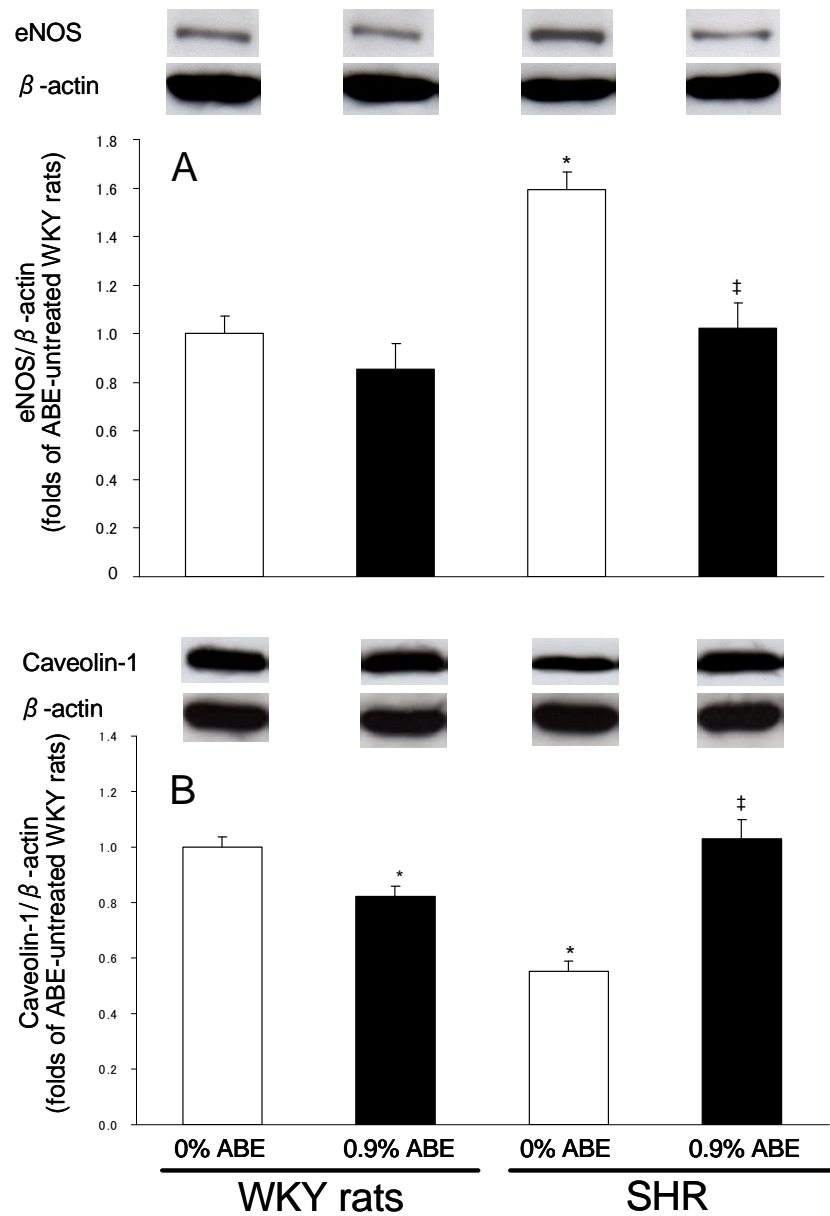 eNOS
β-actin
A
eNOS/β-actin
(folds of ABE-untreated WKY rats)
1.8
1.6
1.4
1.2
1.0
0.8
0.6
0.4
0.2
0
*
‡
Caveolin-1
β-actin
B
Caveolin-1/β-actin
(folds of ABE-untreated WKY rats)
1.4
1.2
1.0
0.8
0.6
0.4
0.2
0.0
*
*
‡
0% ABE 0.9% ABE 0% ABE 0.9% ABE
WKY rats SHR